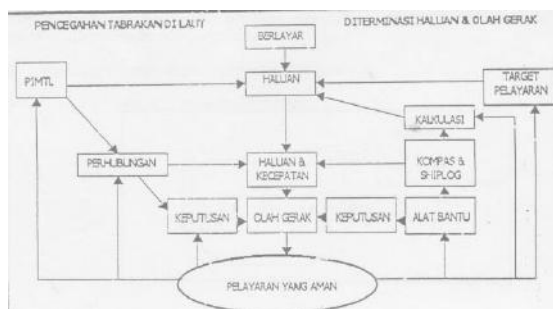 PENCEGAHAN TABRAKAN DI LAUT
DITERMINASI HALUAN & OLAH GERAK
BERLAYAR
P1MTL
HALUAN
TARGET
PELAYARAN
KALKULASI
PERHUBUNGAN
HALUAN &
KECEPATAN
KOMPAS &
SHIPLOG
KEPUTUSAN
OLAH GERAK
KEPUTUSAN
ALAT BANTU
PELAYARAN YANG AMAN